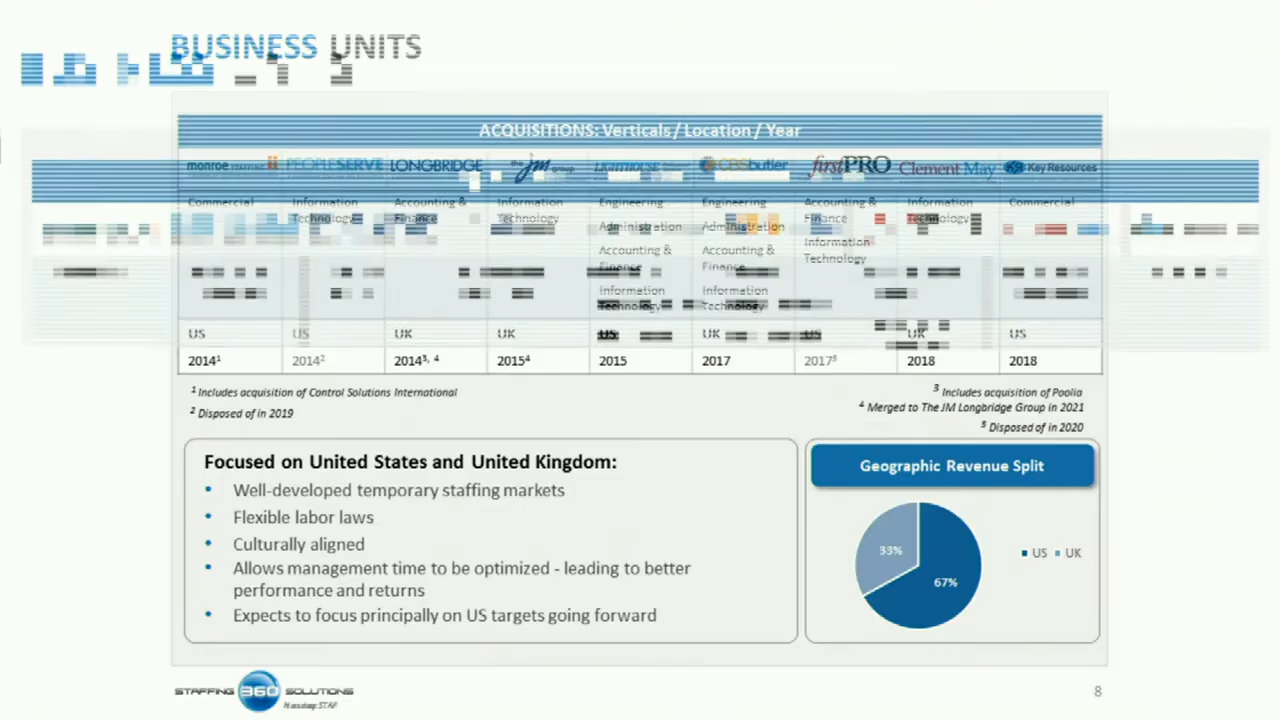 BUSINESS UNITS
ACQUISITIONS: Verticals / Location / Year
monroe STAFFING PEOPLESERVE LONGBRIDGE the jm group LIGHTHOUSE CBSbutler firstPRO Clement May Key Resources
Commercial Information Accounting & Information Engineering Engineering Accounting & Information Commercial
Technology Finance Technology Finance Technology
Administration Administration
Information
Accounting & Accounting & Technology
Finance Finance
Information Information
Technology Technology
US US UK UK US UK US UK US
2014¹ 2014² 2014³, ⁴ 2015⁴ 2015 2017 2017⁵ 2018 2018
¹ Includes acquisition of Control Solutions International
² Disposed of in 2019
³ Includes acquisition of Poolia
⁴ Merged to The JM Longbridge Group in 2021
⁵ Disposed of in 2020
Focused on United States and United Kingdom:
• Well-developed temporary staffing markets
• Flexible labor laws
• Culturally aligned
• Allows management time to be optimized - leading to better
performance and returns
• Expects to focus principally on US targets going forward
Geographic Revenue Split
33%
67%
US UK
STAFFING 360 SOLUTIONS
Nasdaq: STAF
8